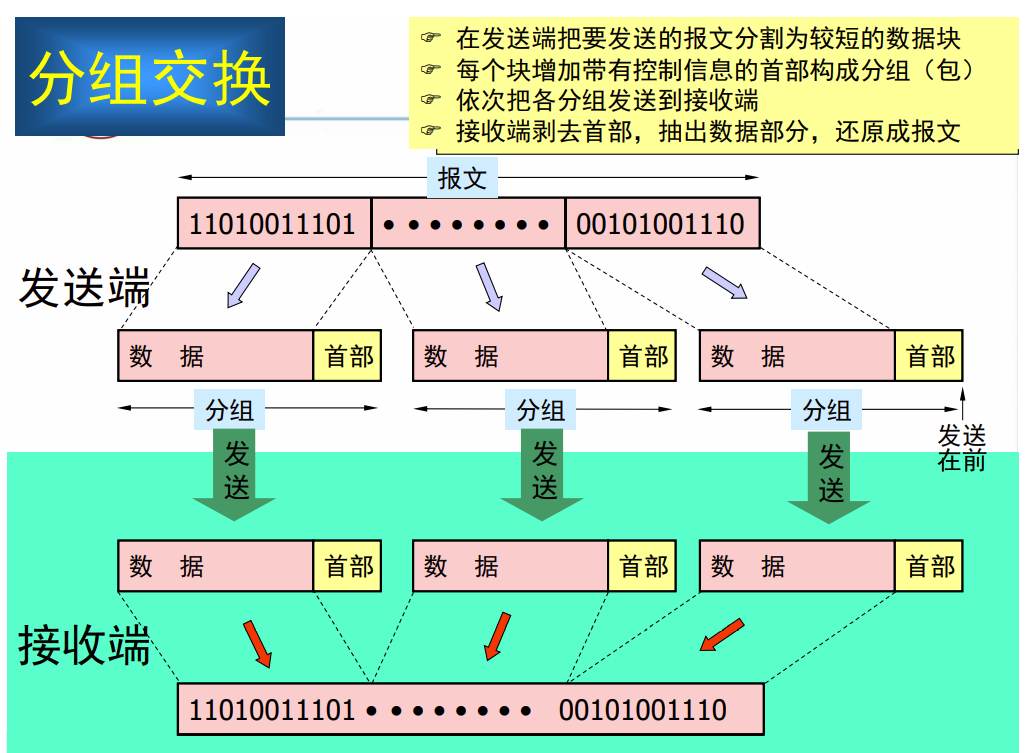 分组交换
☞ 在发送端把要发送的报文分割为较短的数据块
☞ 每个块增加带有控制信息的首部构成分组（包）
☞ 依次把各分组发送到接收端
☞ 接收端剥去首部，抽出数据部分，还原成报文
报文
11010011101 ●●●●●●●● 00101001110
发送端
数 据 首部 数 据 首部 数 据 首部
分组 分组 分组
发送
在前
发送 发送 发送
数 据 首部 数 据 首部 数 据 首部
接收端
11010011101●●●●●●●● 00101001110